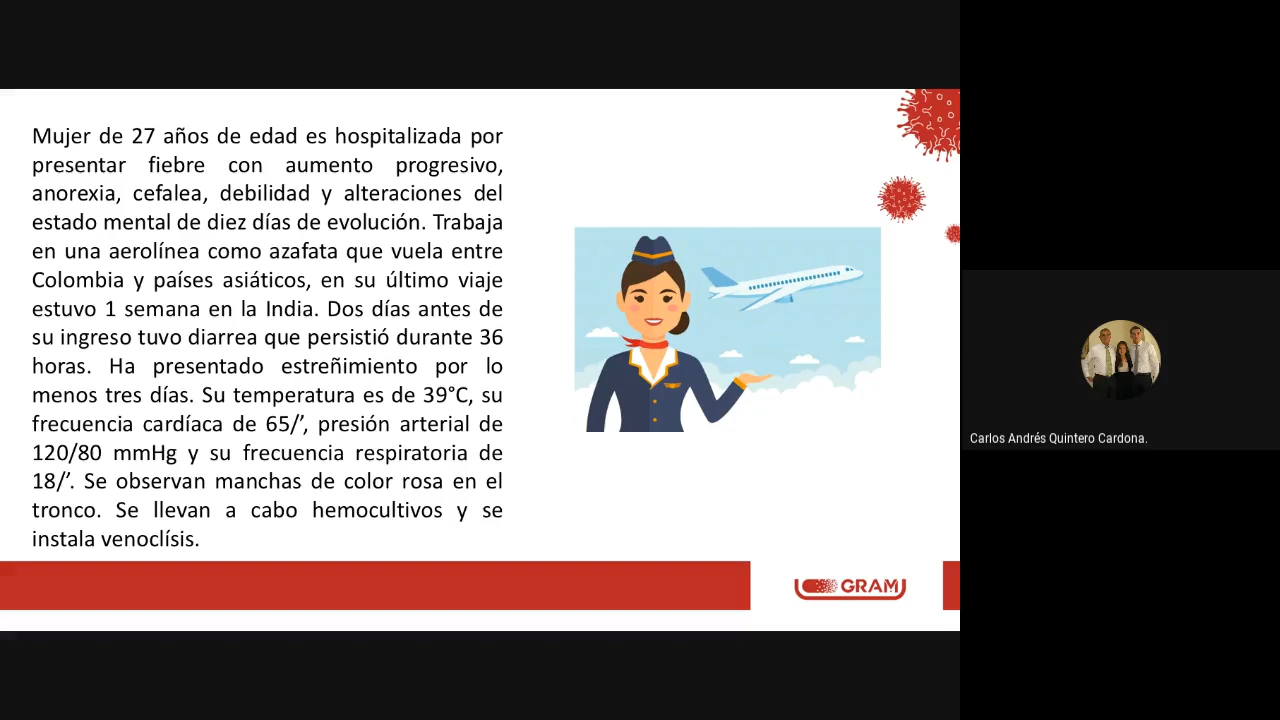 Mujer de 27 años de edad es hospitalizada por
presentar fiebre con aumento progresivo,
anorexia, cefalea, debilidad y alteraciones del
estado mental de diez días de evolución. Trabaja
en una aerolínea como azafata que vuela entre
Colombia y países asiáticos, en su último viaje
estuvo 1 semana en la India. Dos días antes de
su ingreso tuvo diarrea que persistió durante 36
horas. Ha presentado estreñimiento por lo
menos tres días. Su temperatura es de 39°C, su
frecuencia cardíaca de 65/’, presión arterial de
120/80 mmHg y su frecuencia respiratoria de
18/’. Se observan manchas de color rosa en el
tronco. Se llevan a cabo hemocultivos y se
instala venoclísis.
GRAM
Carlos Andrés Quintero Cardona.